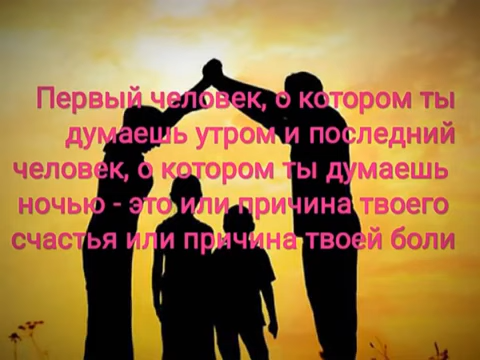 Первый человек, о котором ты
думаешь утром и последний
человек, о котором ты думаешь
ночью - это или причина твоего
счастья или причина твоей боли